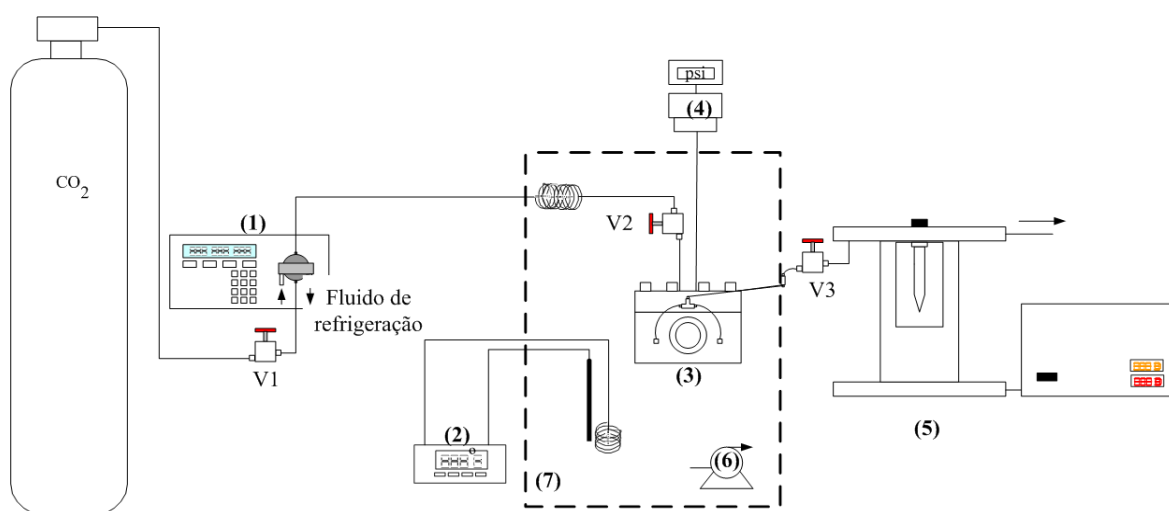 psi
(4)
CO2
(1)
V2
V3
Fluido de
refrigeração
V1
(3)
(2)
(5)
(6)
(7)